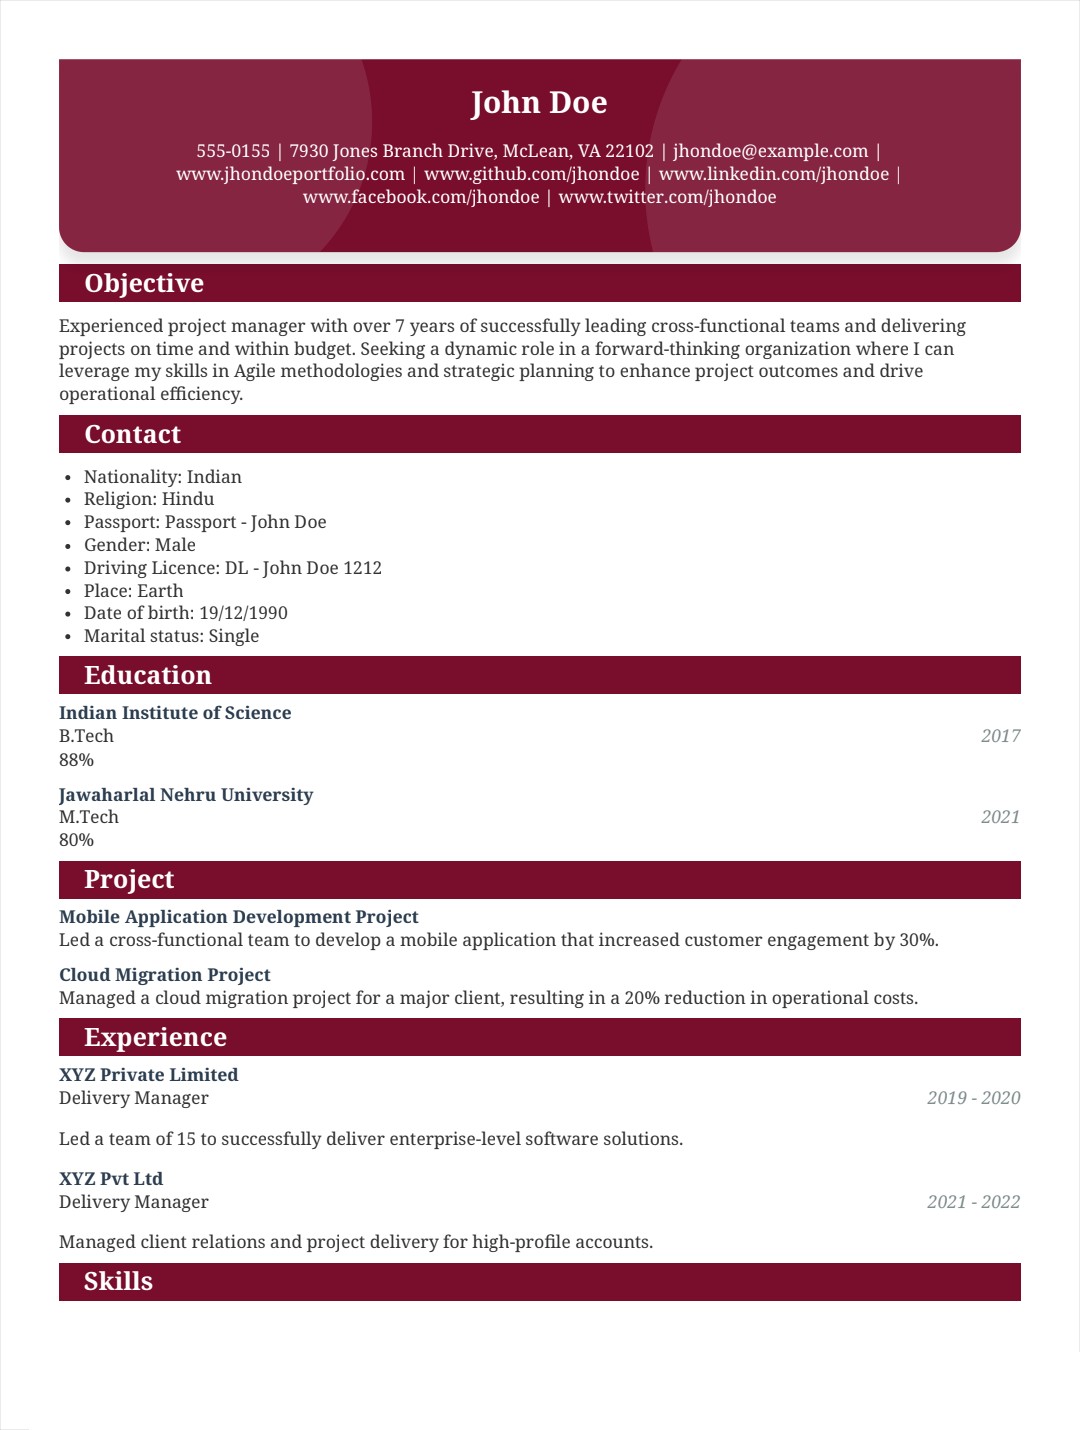 John Doe
555-0155 | 7930 Jones Branch Drive, McLean, VA 22102 | jhondoe@example.com |
www.jhondoeportfolio.com | www.github.com/jhondoe | www.linkedin.com/jhondoe |
www.facebook.com/jhondoe | www.twitter.com/jhondoe
Objective
Experienced project manager with over 7 years of successfully leading cross-functional teams and delivering
projects on time and within budget. Seeking a dynamic role in a forward-thinking organization where I can
leverage my skills in Agile methodologies and strategic planning to enhance project outcomes and drive
operational efficiency.
Contact
• Nationality: Indian
• Religion: Hindu
• Passport: Passport - John Doe
• Gender: Male
• Driving Licence: DL - John Doe 1212
• Place: Earth
• Date of birth: 19/12/1990
• Marital status: Single
Education
Indian Institute of Science
B.Tech 2017
88%
Jawaharlal Nehru University
M.Tech 2021
80%
Project
Mobile Application Development Project
Led a cross-functional team to develop a mobile application that increased customer engagement by 30%.
Cloud Migration Project
Managed a cloud migration project for a major client, resulting in a 20% reduction in operational costs.
Experience
XYZ Private Limited
Delivery Manager 2019 - 2020
Led a team of 15 to successfully deliver enterprise-level software solutions.
XYZ Pvt Ltd
Delivery Manager 2021 - 2022
Managed client relations and project delivery for high-profile accounts.
Skills